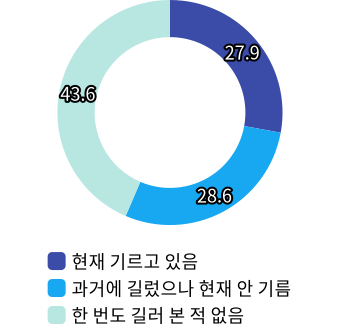 27.9
43.6
28.6
현재 기르고 있음
과거에 길렀으나 현재 안 기름
한 번도 길러 본 적 없음